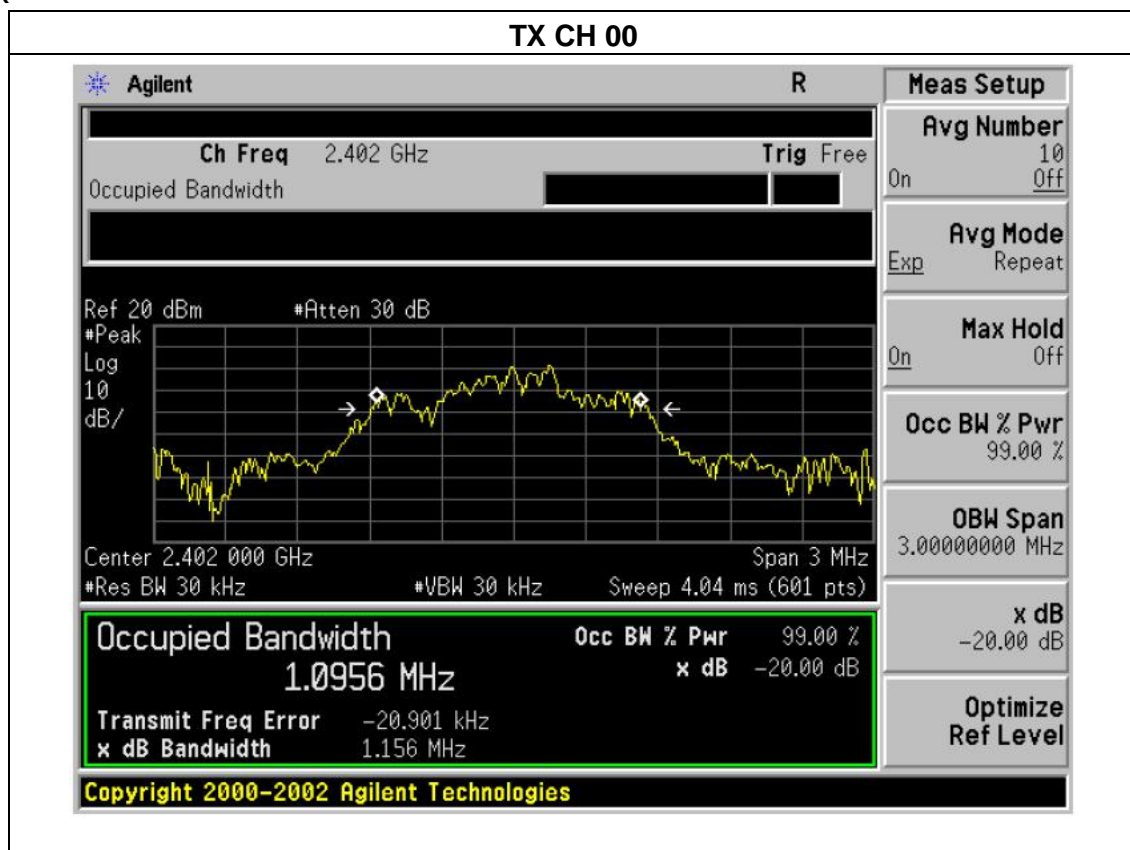 TX CH 00
Agilent R Meas Setup
Ch Freq 2.402 GHz Trig Free
Occupied Bandwidth
Ref 20 dBm #Atten 30 dB
#Peak
Log
10
dB/
Center 2.402 000 GHz Span 3 MHz
#Res BW 30 kHz #VBW 30 kHz Sweep 4.04 ms (601 pts)
Occupied Bandwidth Occ BW % Pwr 99.00 %
1.0956 MHz x dB -20.00 dB
Transmit Freq Error -20.901 kHz
x dB Bandwidth 1.156 MHz
Copyright 2000-2002 Agilent Technologies
Avg Number
10
On Off
Avg Mode
Exp Repeat
Max Hold
On Off
Occ BW % Pwr
99.00 %
OBW Span
3.00000000 MHz
x dB
-20.00 dB
Optimize
Ref Level